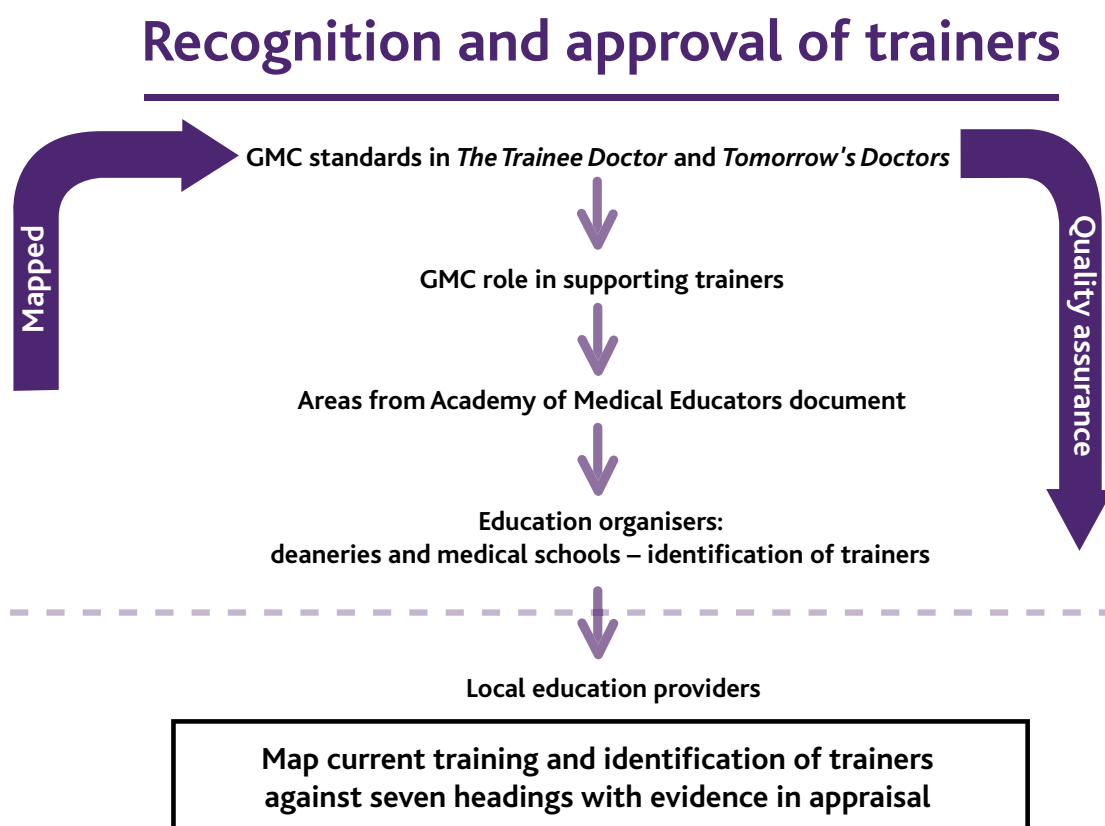 Recognition and approval of trainers
GMC standards in The Trainee Doctor and Tomorrow's Doctors
Mapped
Quality assurance
GMC role in supporting trainers
Areas from Academy of Medical Educators document
Education organisers:
deaneries and medical schools – identification of trainers
Local education providers
Map current training and identification of trainers
against seven headings with evidence in appraisal